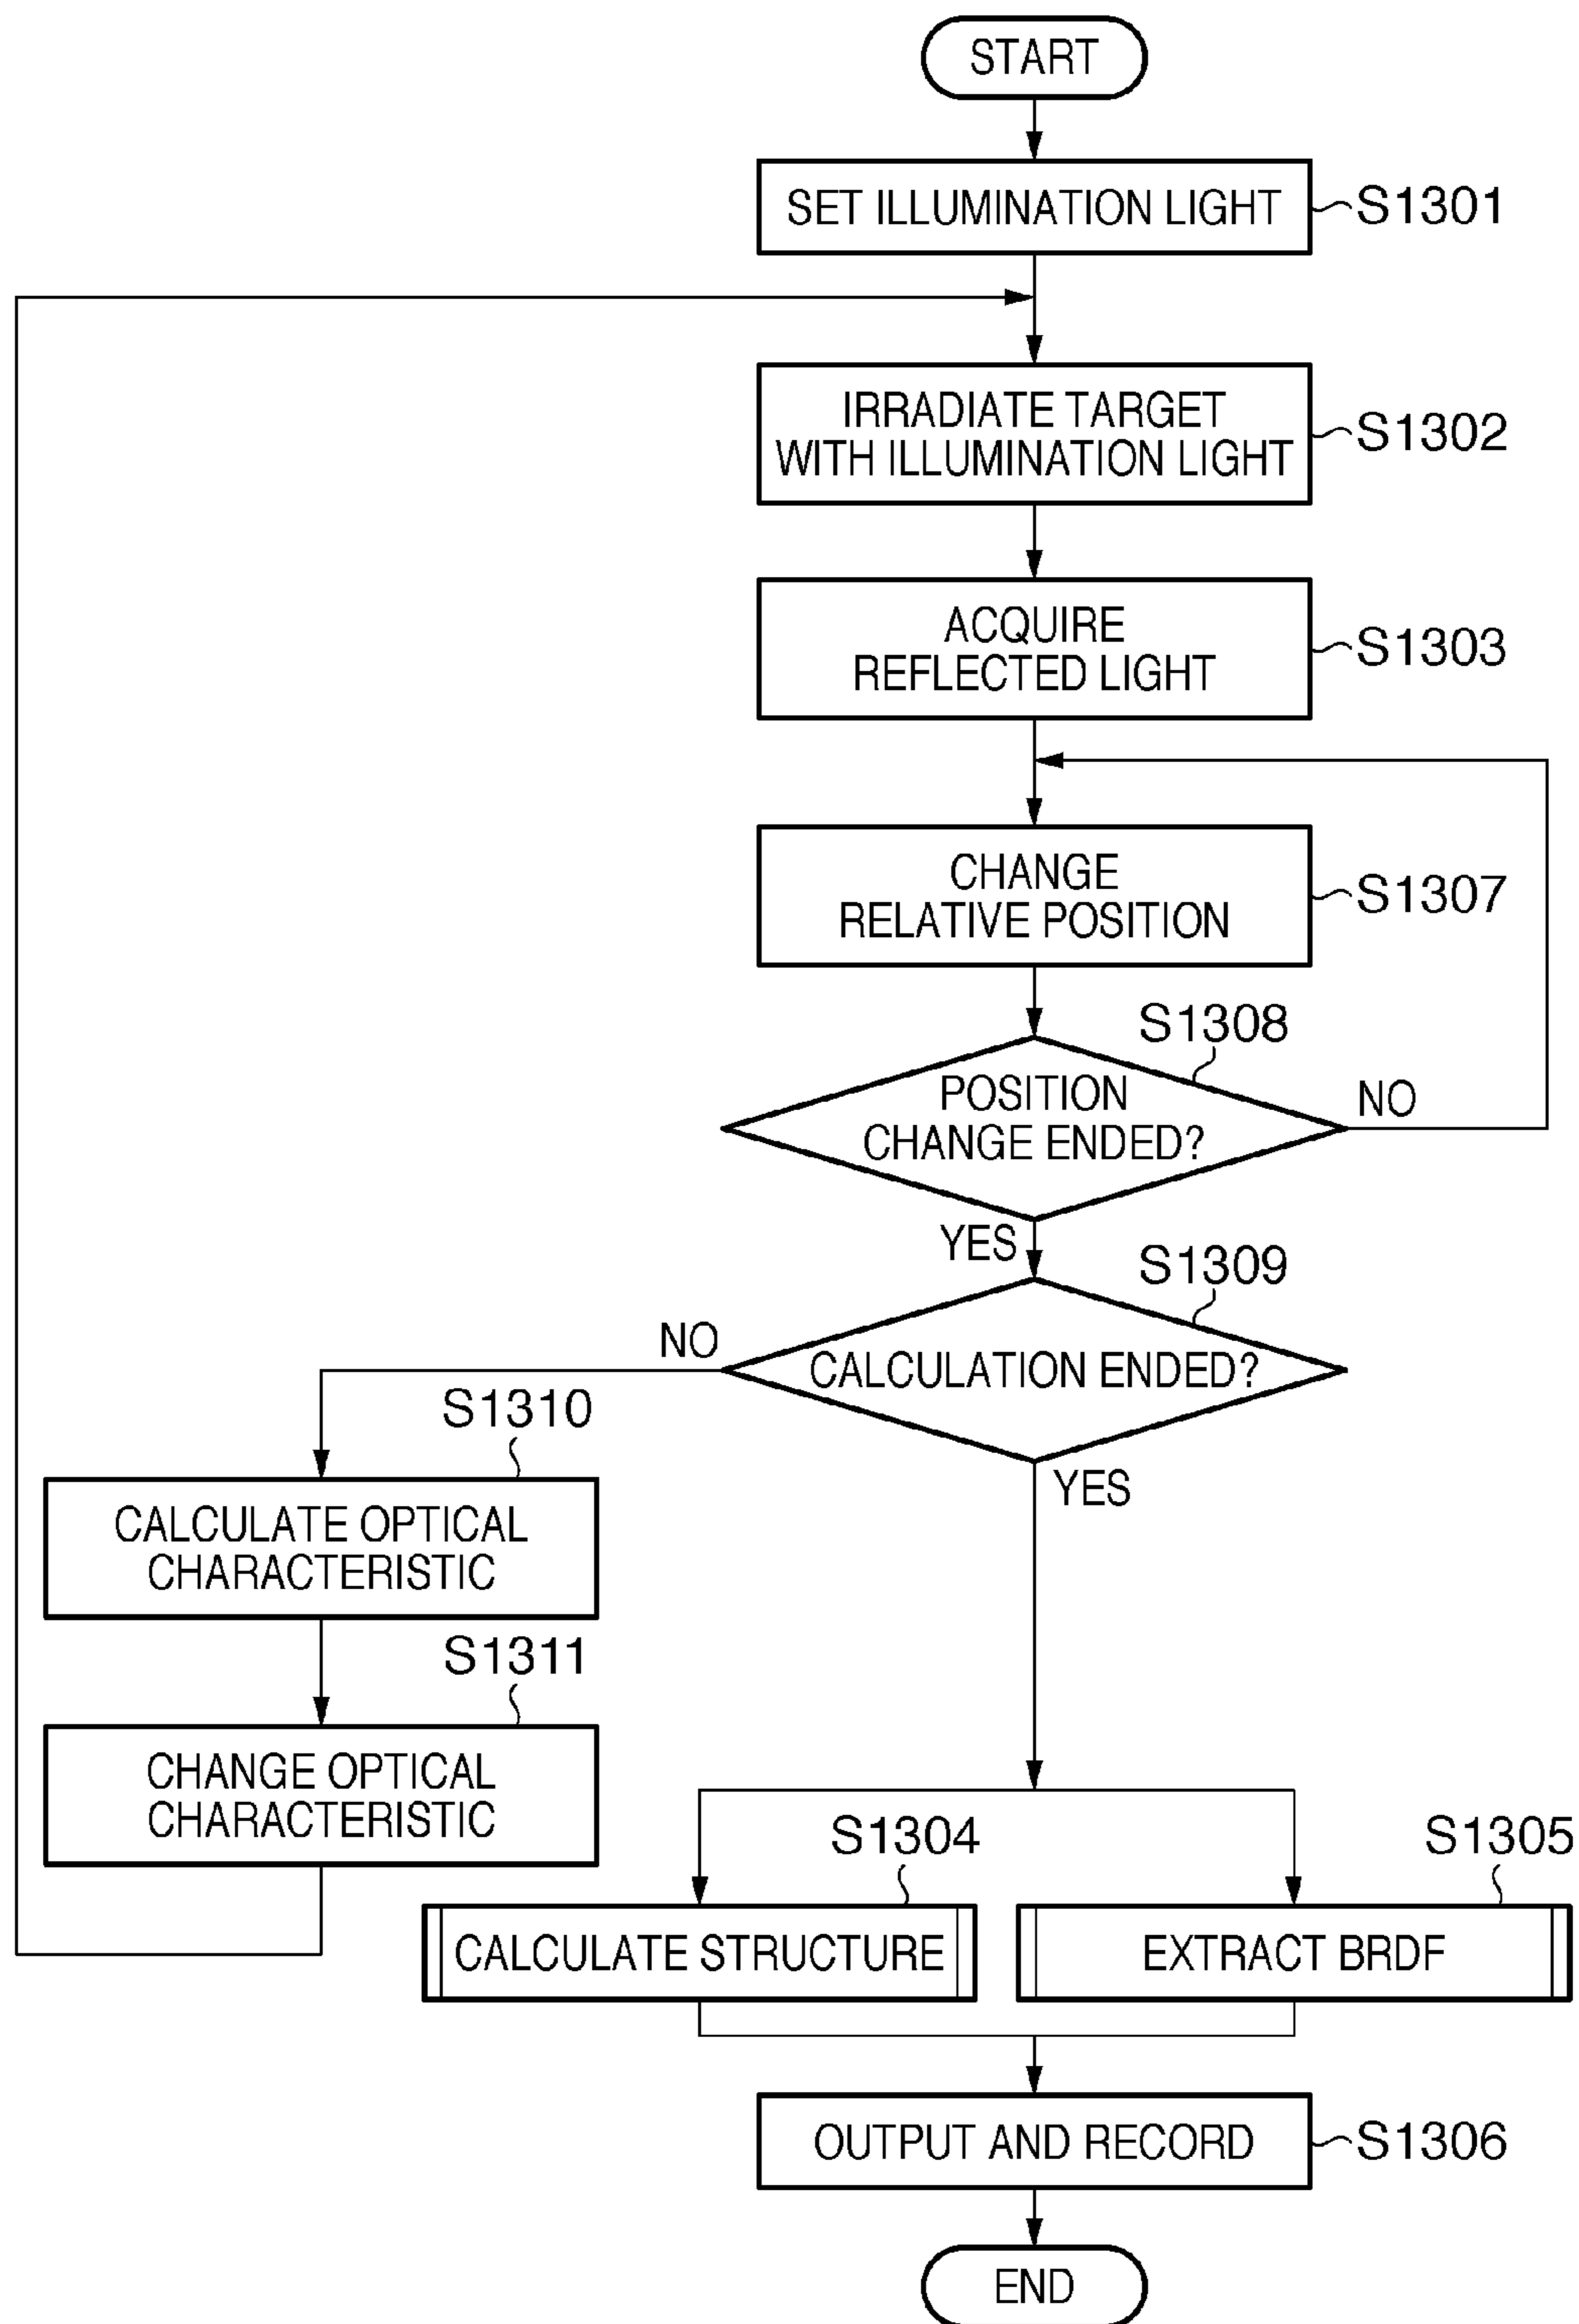 START
SET ILLUMINATION LIGHT
S1301
IRRADIATE TARGET
WITH ILLUMINATION LIGHT
S1302
ACQUIRE
REFLECTED LIGHT
S1303
CHANGE
RELATIVE POSITION
S1307
S1308
POSITION
CHANGE ENDED?
NO
YES
S1309
CALCULATION ENDED?
NO
YES
S1310
CALCULATE OPTICAL
CHARACTERISTIC
S1311
CHANGE OPTICAL
CHARACTERISTIC
S1304
CALCULATE STRUCTURE
S1305
EXTRACT BRDF
OUTPUT AND RECORD
S1306
END